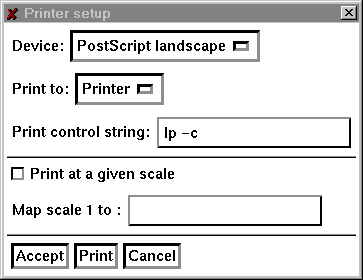 Printer setup
Device: PostScript landscape
Print to: Printer
Print control string: lp -c
Print at a given scale
Map scale 1 to :
Accept Print Cancel